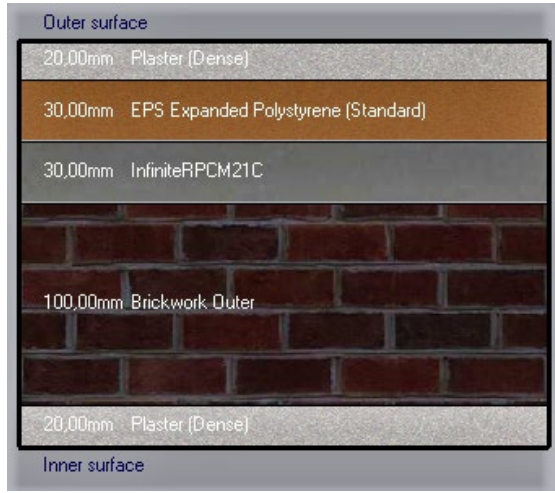 Outer surface
20,00mm Plaster (Dense)
30,00mm EPS Expanded Polystyrene (Standard)
30,00mm InfiniteRPCM21C
100,00mm Brickwork Outer
20,00mm Plaster (Dense)
Inner surface